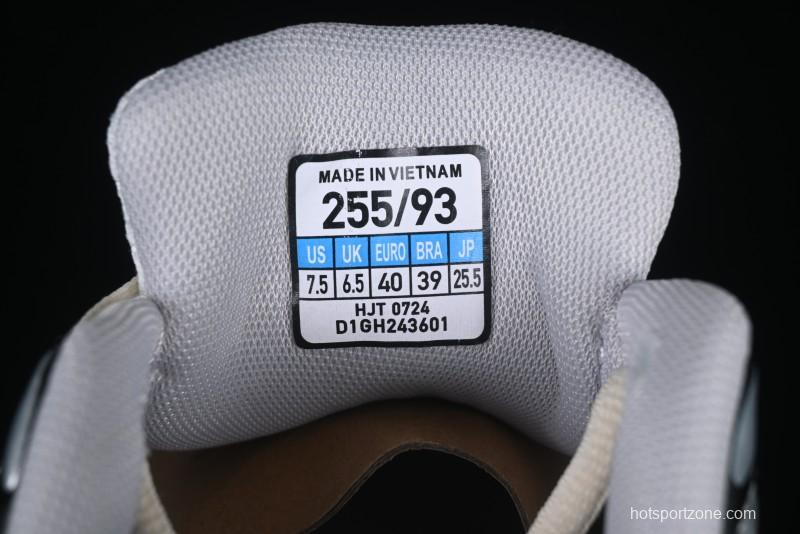 MADE IN VIETNAM
255/93
US UK EURO BRA JP
7.5 6.5 40 39 25.5
HJT 0724
D1GH243601
hotsportzone.com